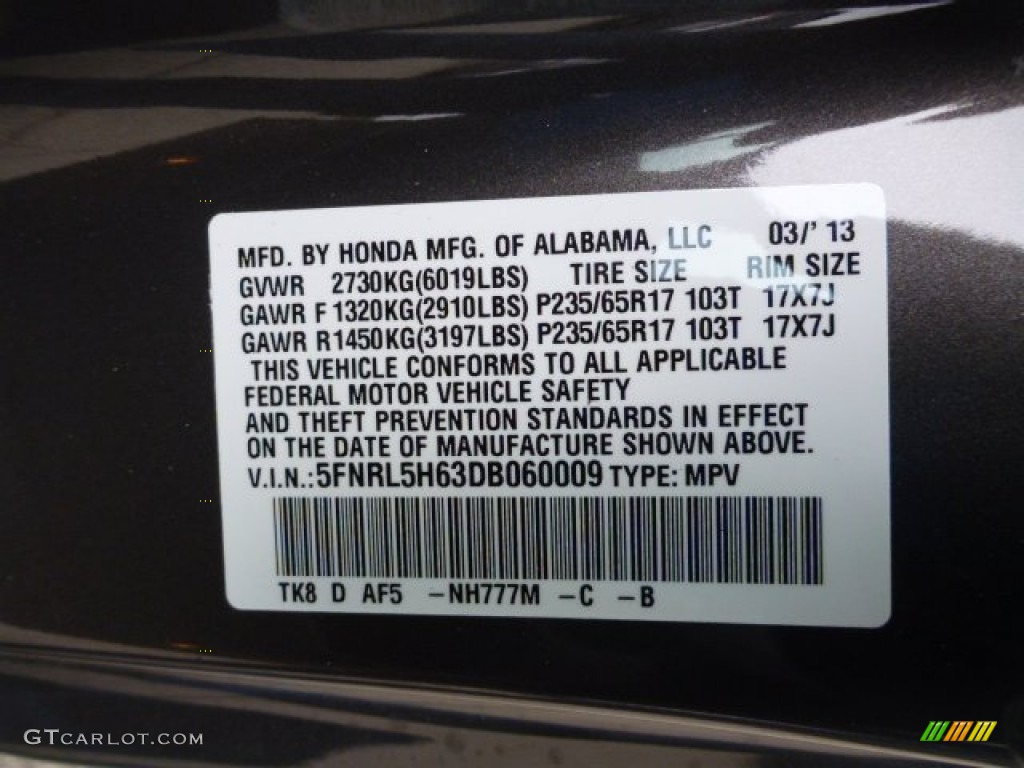 MFD. BY HONDA MFG. OF ALABAMA, LLC 03/' 13
GVWR 2730KG(6019LBS) TIRE SIZE RIM SIZE
GAWR F 1320KG(2910LBS) P235/65R17 103T 17X7J
GAWR R1450KG(3197LBS) P235/65R17 103T 17X7J
THIS VEHICLE CONFORMS TO ALL APPLICABLE
FEDERAL MOTOR VEHICLE SAFETY
AND THEFT PREVENTION STANDARDS IN EFFECT
ON THE DATE OF MANUFACTURE SHOWN ABOVE.
V.I.N.:5FNRL5H63DB060009 TYPE: MPV
TK8 D AF5 -NH777M -C -B
GTCARLOT.COM